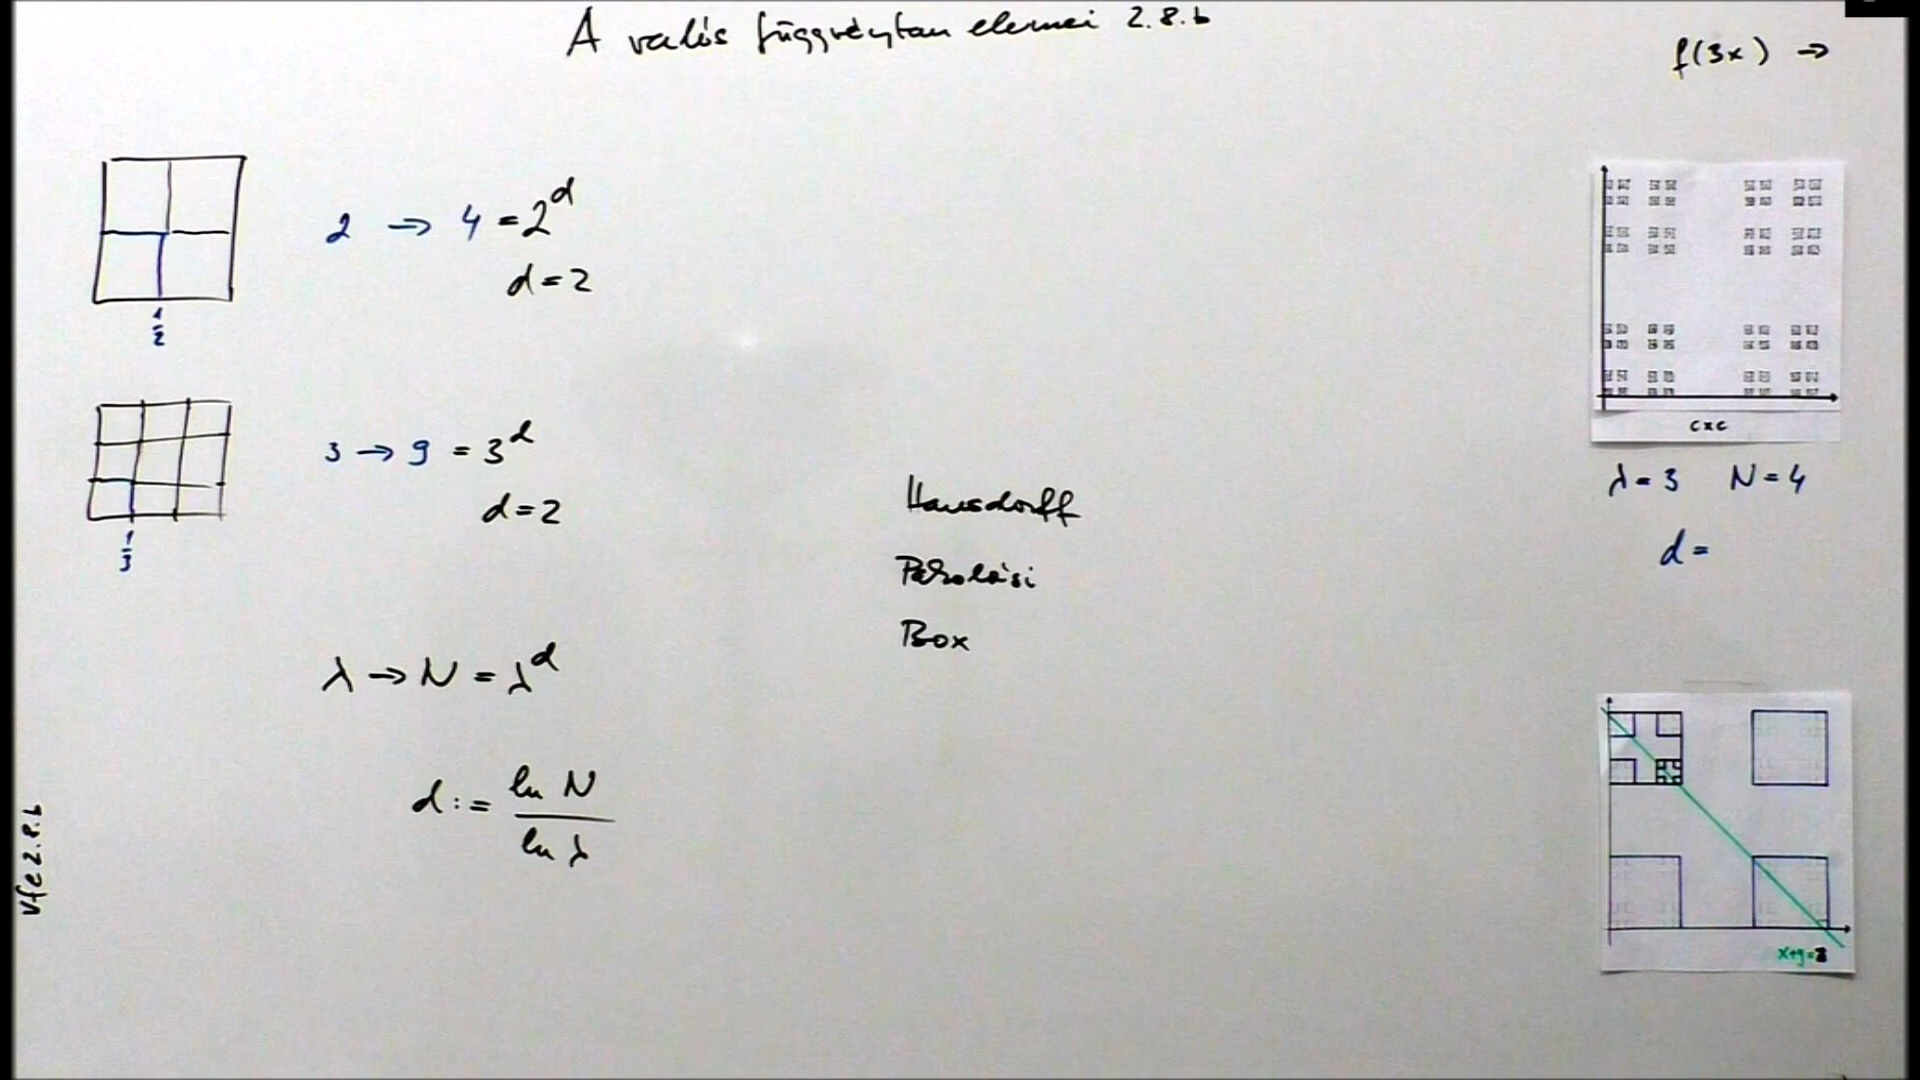 A valós függvénytan elemei 2.8.b
f(3x) →
2 → 4 = 2^d
d = 2
1/2
3 → 9 = 3^d
d = 2
1/3
λ → N = λ^d
d := ln N / ln λ
Hausdorff
Pakolási
Box
C×C
λ = 3 N = 4
d =
vfe 2.8.b